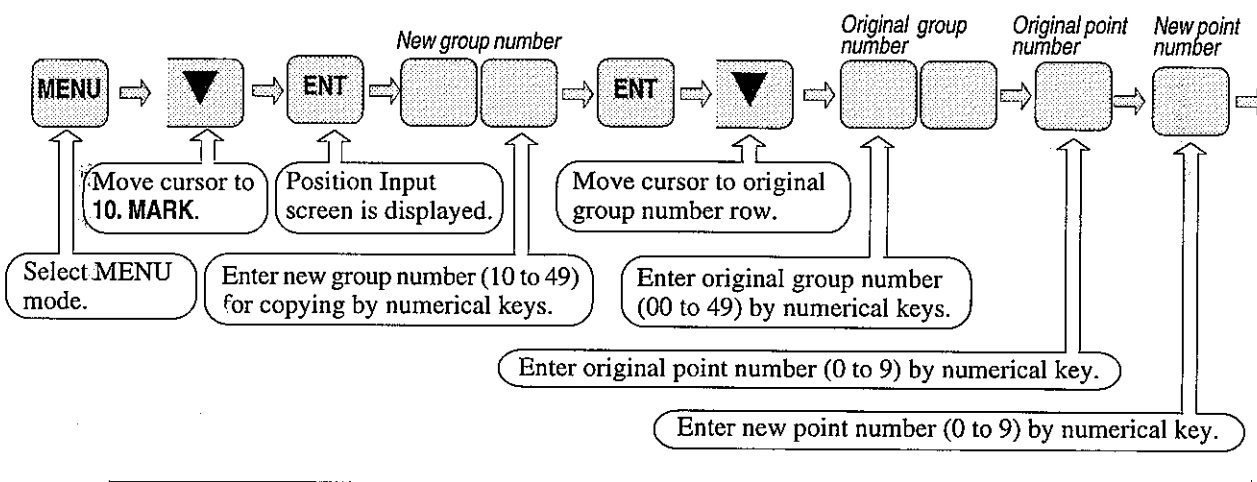 New group number
Original group
number
Original point
number
New point
number
MENU
ENT
ENT
Move cursor to
10. MARK.
Position Input
screen is displayed.
Move cursor to original
group number row.
Select MENU
mode.
Enter new group number (10 to 49)
for copying by numerical keys.
Enter original group number
(00 to 49) by numerical keys.
Enter original point number (0 to 9) by numerical key.
Enter new point number (0 to 9) by numerical key.